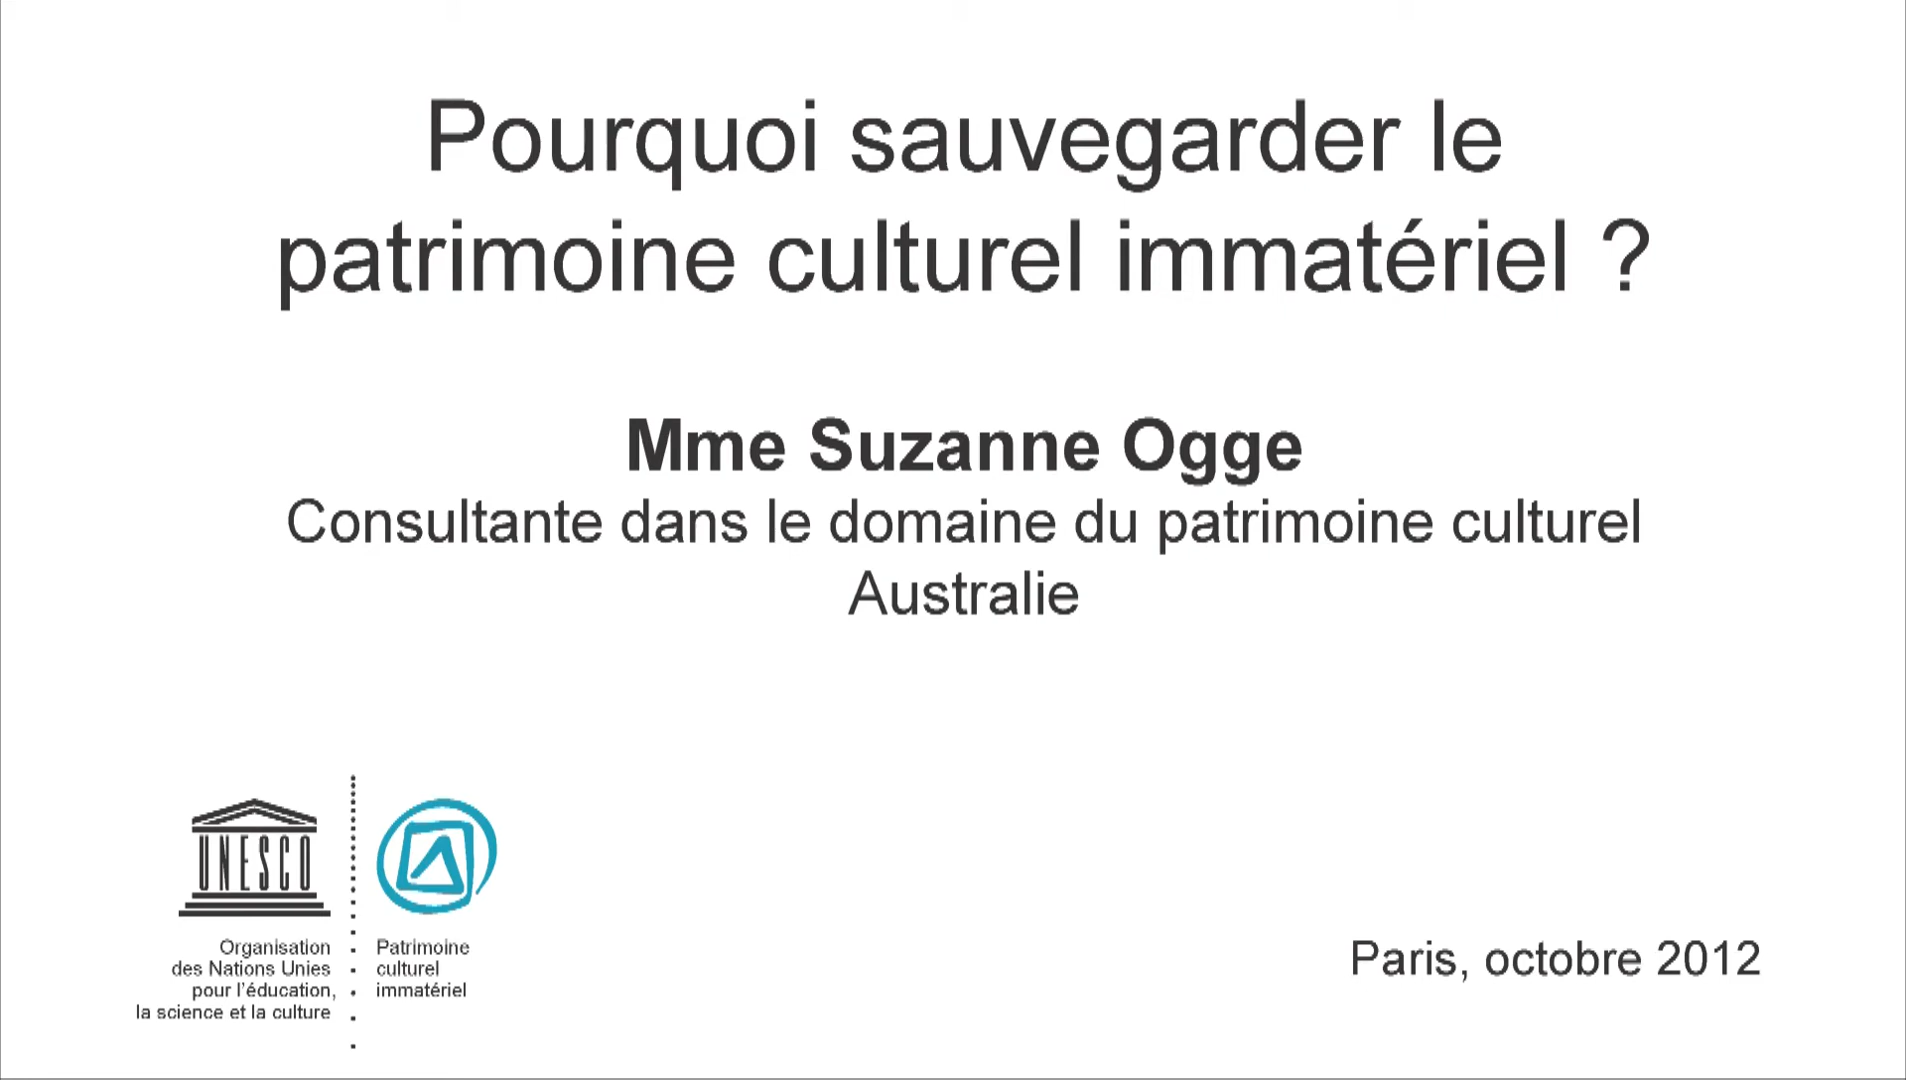 Pourquoi sauvegarder le
patrimoine culturel immatériel ?
Mme Suzanne Ogge
Consultante dans le domaine du patrimoine culturel
Australie
UNESCO
Organisation
des Nations Unies
pour l'éducation,
la science et la culture
Patrimoine
culturel
immatériel
Paris, octobre 2012